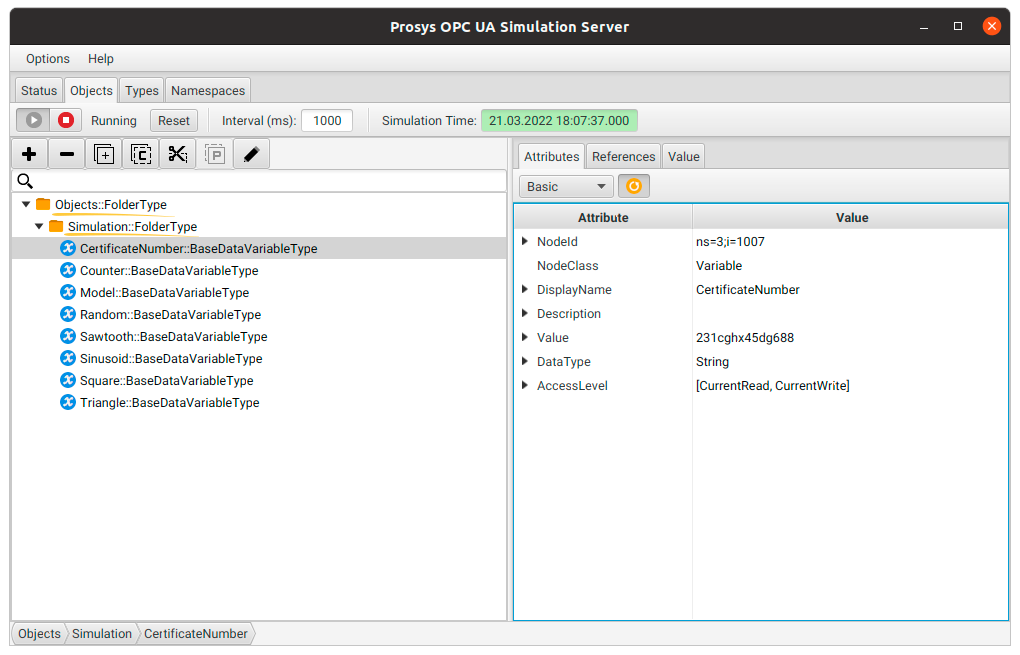 Prosys OPC UA Simulation Server
Options Help
Status Objects Types Namespaces
Running Reset Interval (ms): 1000 Simulation Time: 21.03.2022 18:07:37.000
C P
Objects::FolderType
Simulation::FolderType
CertificateNumber::BaseDataVariableType
Counter::BaseDataVariableType
Model::BaseDataVariableType
Random::BaseDataVariableType
Sawtooth::BaseDataVariableType
Sinusoid::BaseDataVariableType
Square::BaseDataVariableType
Triangle::BaseDataVariableType
Attributes References Value
Basic
Attribute Value
NodeId ns=3;i=1007
NodeClass Variable
DisplayName CertificateNumber
Description
Value 231cghx45dg688
DataType String
AccessLevel [CurrentRead, CurrentWrite]
Objects Simulation CertificateNumber